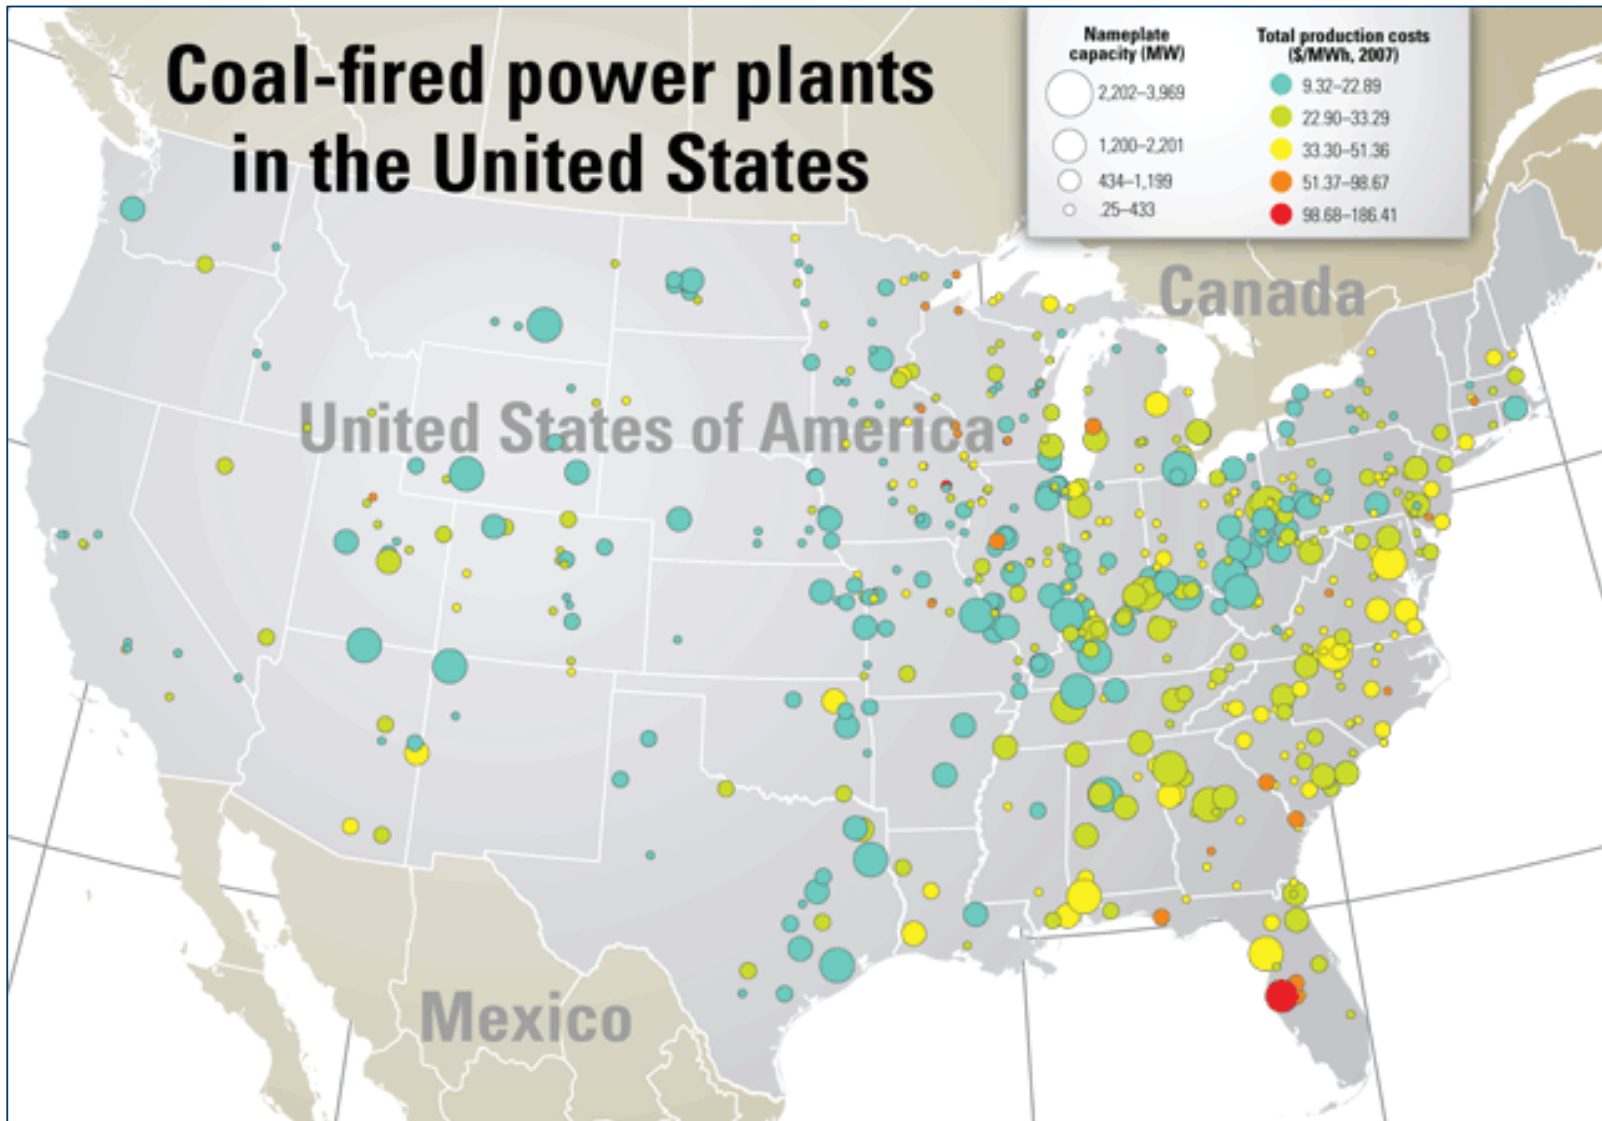 Coal-fired power plants
in the United States
Nameplate
capacity (MW)
2,202–3,969
1,200–2,201
434–1,199
.25–433
Total production costs
($/MWh, 2007)
9.32–22.89
22.90–33.29
33.30–51.36
51.37–98.67
98.68–186.41
Canada
United States of America
Mexico